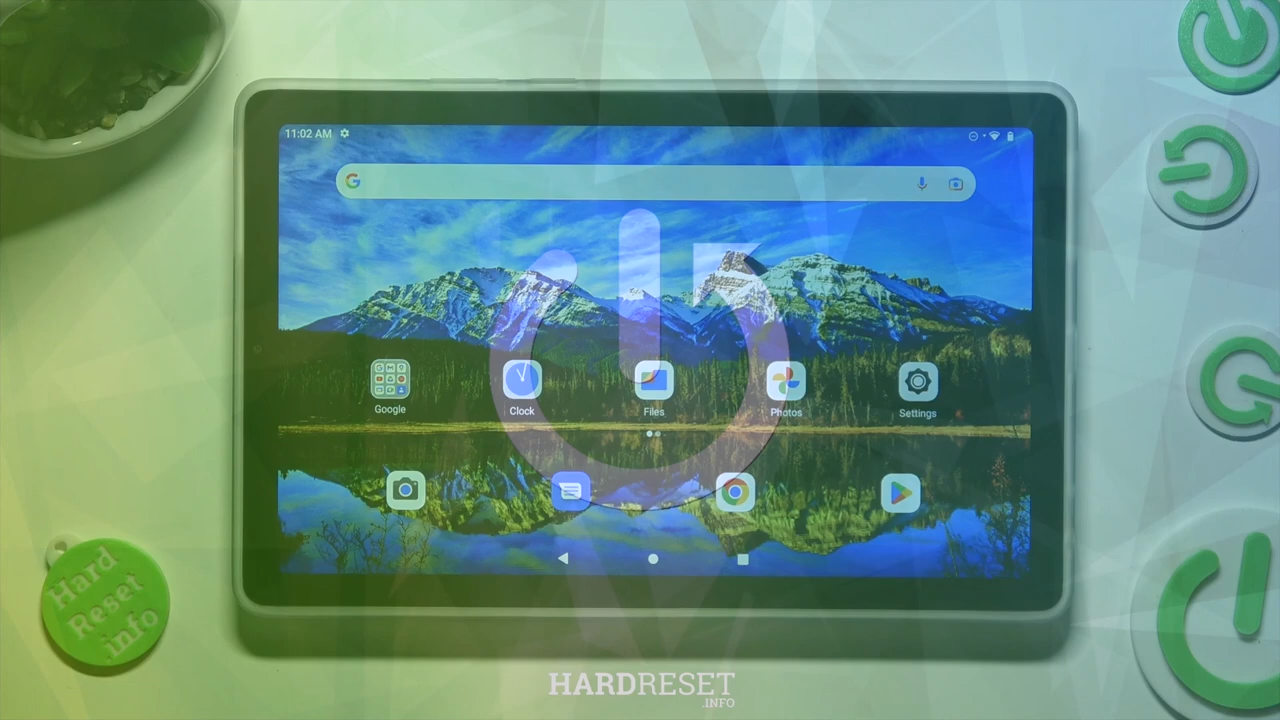 11:02 AM
Google
Clock
Files
Photos
Settings
Hard
Reset
.info
HARDRESET
.INFO